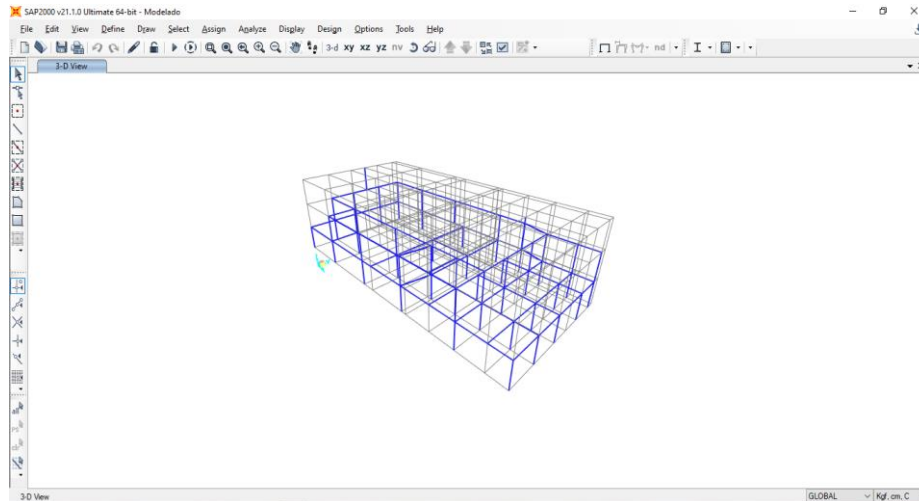 SAP2000 v21.1.0 Ultimate 64-bit - Modelado
File Edit View Define Draw Select Assign Analyze Display Design Options Tools Help
3-d xy xz yz nv nd
3-D View
3-D View GLOBAL Kgf, cm, C